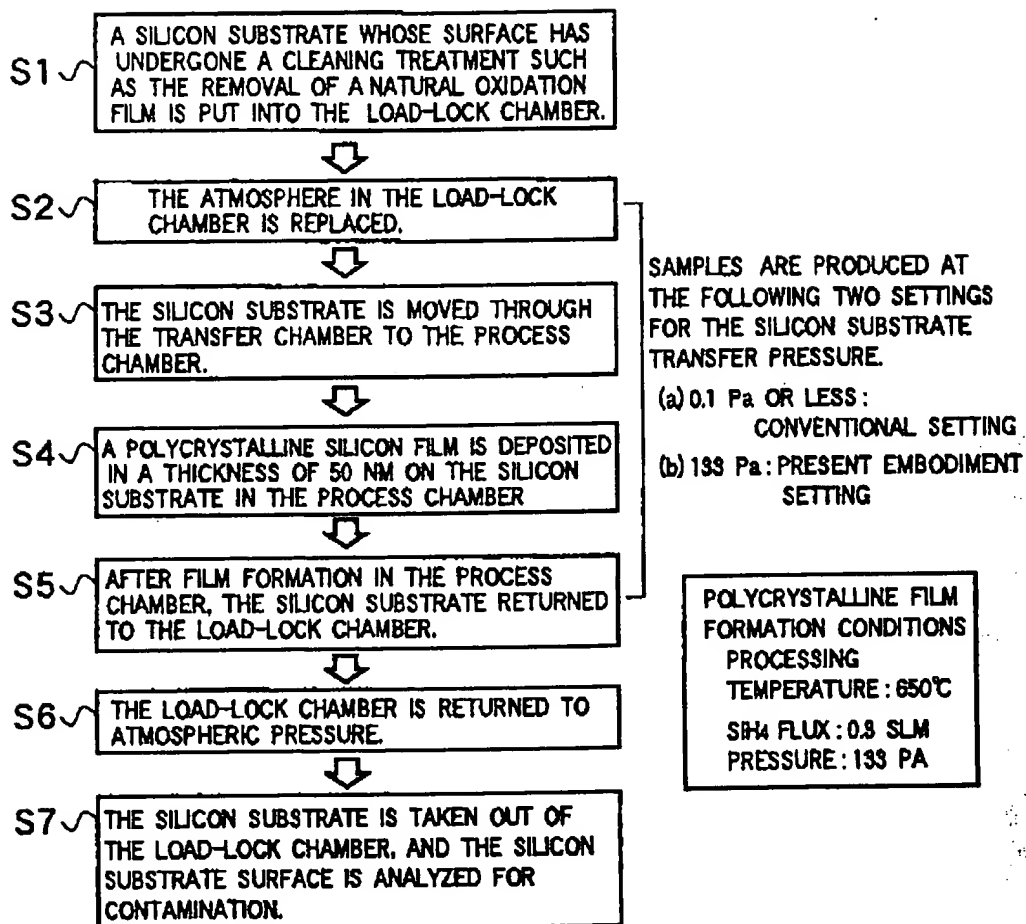 S1
A SILICON SUBSTRATE WHOSE SURFACE HAS
UNDERGONE A CLEANING TREATMENT SUCH
AS THE REMOVAL OF A NATURAL OXIDATION
FILM IS PUT INTO THE LOAD-LOCK CHAMBER.
S2
THE ATMOSPHERE IN THE LOAD-LOCK
CHAMBER IS REPLACED.
S3
THE SILICON SUBSTRATE IS MOVED THROUGH
THE TRANSFER CHAMBER TO THE PROCESS
CHAMBER.
S4
A POLYCRYSTALLINE SILICON FILM IS DEPOSITED
IN A THICKNESS OF 50 NM ON THE SILICON
SUBSTRATE IN THE PROCESS CHAMBER
S5
AFTER FILM FORMATION IN THE PROCESS
CHAMBER, THE SILICON SUBSTRATE RETURNED
TO THE LOAD-LOCK CHAMBER.
S6
THE LOAD-LOCK CHAMBER IS RETURNED TO
ATMOSPHERIC PRESSURE.
S7
THE SILICON SUBSTRATE IS TAKEN OUT OF
THE LOAD-LOCK CHAMBER, AND THE SILICON
SUBSTRATE SURFACE IS ANALYZED FOR
CONTAMINATION.
SAMPLES ARE PRODUCED AT
THE FOLLOWING TWO SETTINGS
FOR THE SILICON SUBSTRATE
TRANSFER PRESSURE.
(a) 0.1 Pa OR LESS:
CONVENTIONAL SETTING
(b) 133 Pa: PRESENT EMBODIMENT
SETTING
POLYCRYSTALLINE FILM
FORMATION CONDITIONS
PROCESSING
TEMPERATURE: 650℃
SiH4 FLUX: 0.3 SLM
PRESSURE: 133 PA